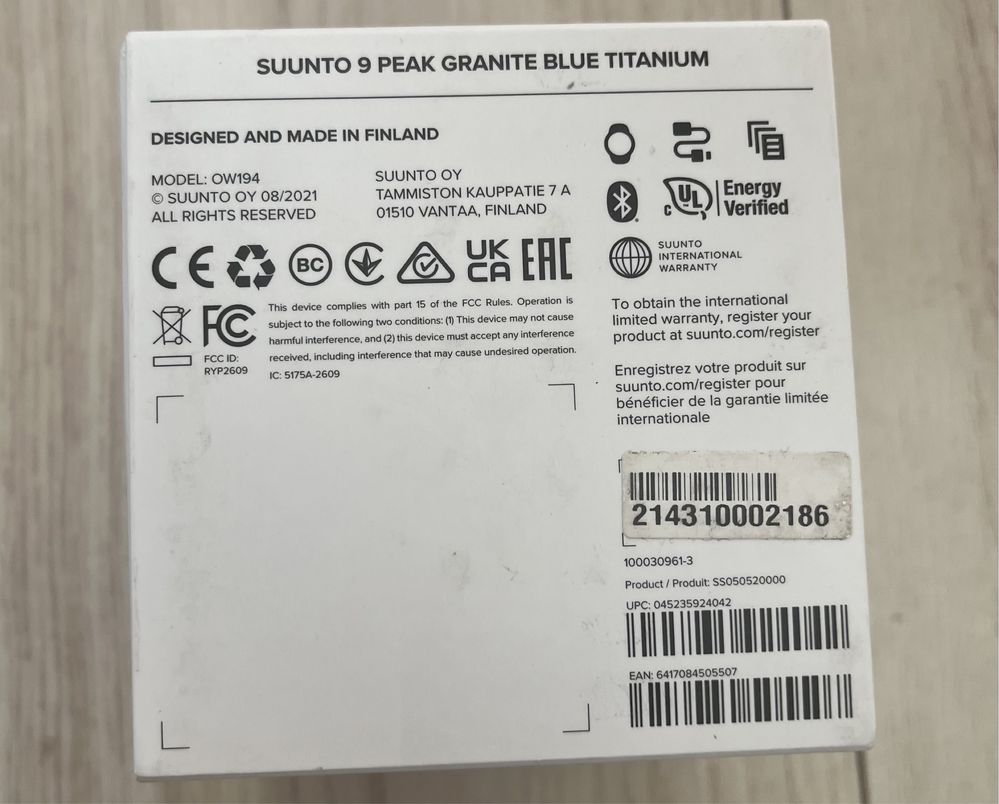 SUUNTO 9 PEAK GRANITE BLUE TITANIUM
DESIGNED AND MADE IN FINLAND
MODEL: OW194
© SUUNTO OY 08/2021
ALL RIGHTS RESERVED
SUUNTO OY
TAMMISTON KAUPPATIE 7 A
01510 VANTAA, FINLAND
CE
BC
UK
CA
EAC
FC
FCC ID:
RYP2609
This device complies with part 15 of the FCC Rules. Operation is
subject to the following two conditions: (1) This device may not cause
harmful interference, and (2) this device must accept any interference
received, including interference that may cause undesired operation.
IC: 5175A-2609
c UL Energy
Verified
SUUNTO
INTERNATIONAL
WARRANTY
To obtain the international
limited warranty, register your
product at suunto.com/register
Enregistrez votre produit sur
suunto.com/register pour
bénéficier de la garantie limitée
internationale
214310002186
100030961-3
Product / Produit: SS050520000
UPC: 045235924042
EAN: 6417084505507